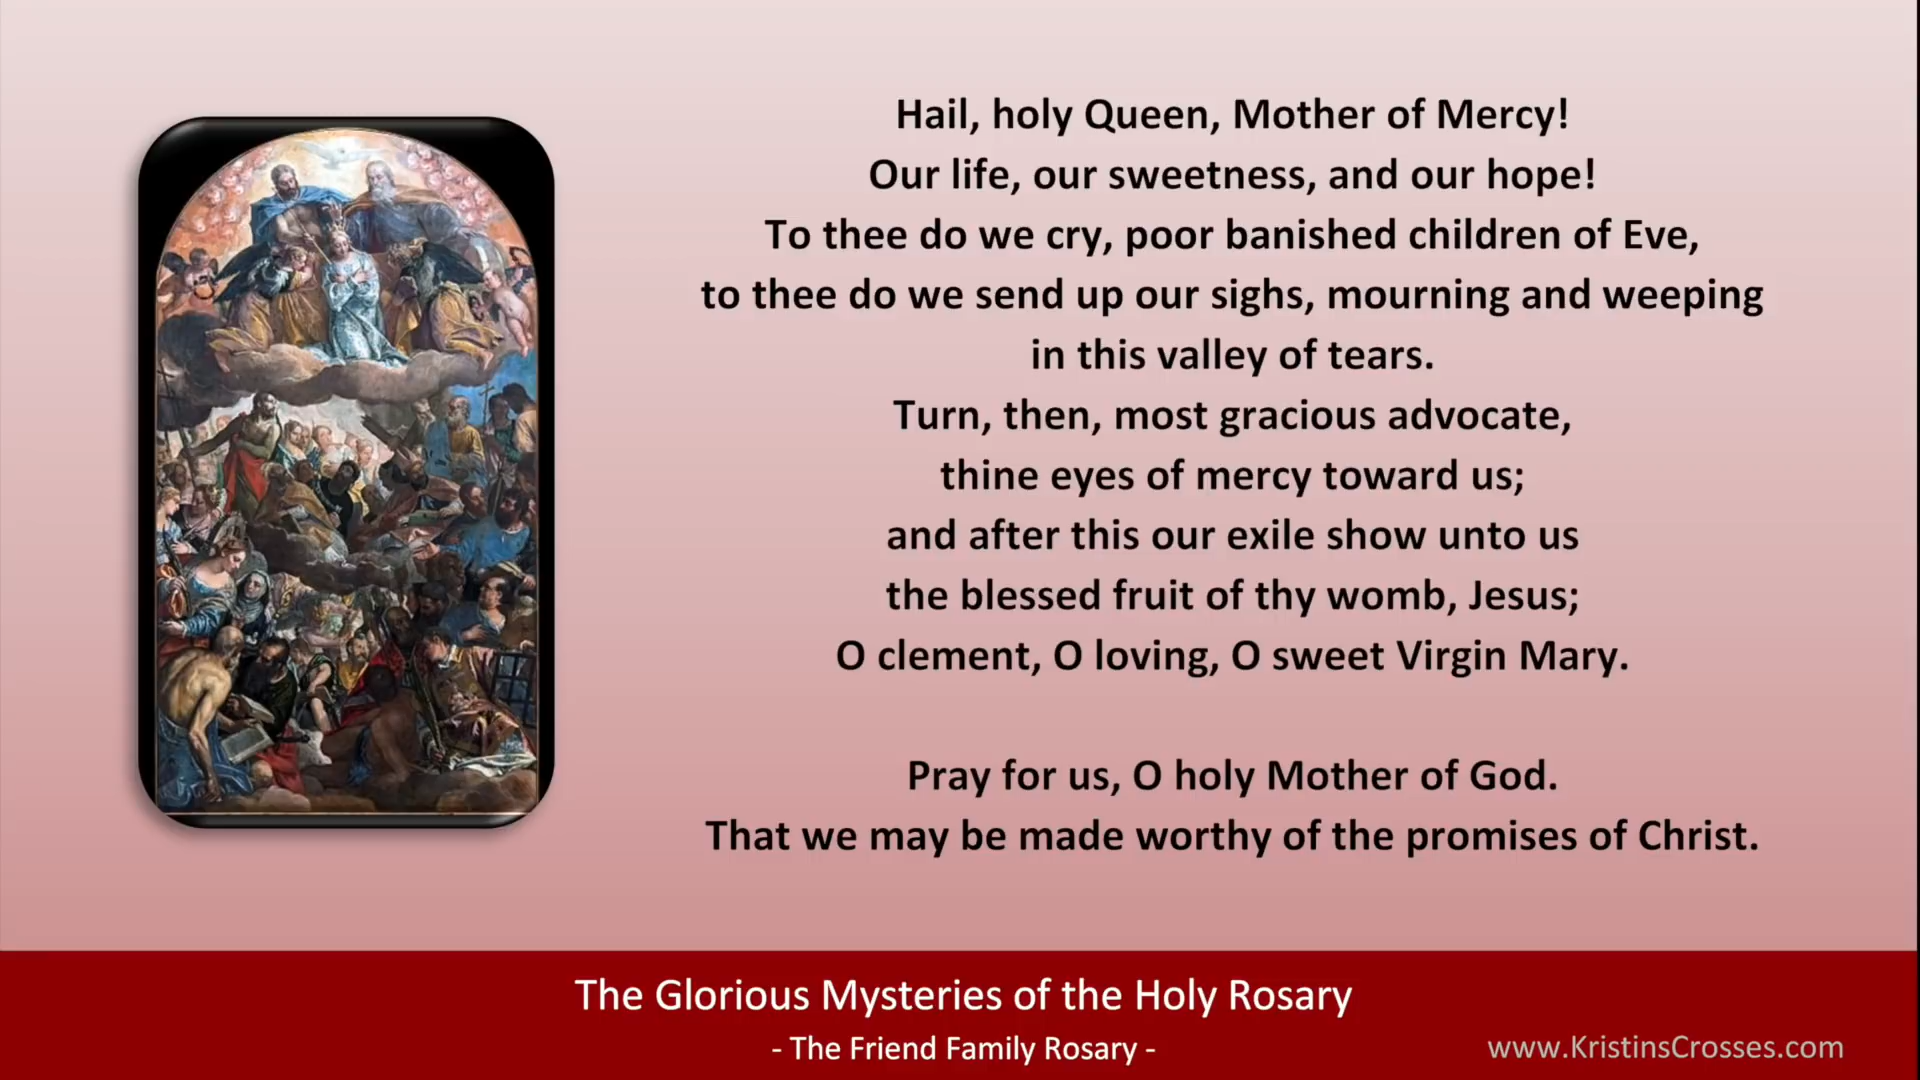 Hail, holy Queen, Mother of Mercy!
Our life, our sweetness, and our hope!
To thee do we cry, poor banished children of Eve,
to thee do we send up our sighs, mourning and weeping
in this valley of tears.
Turn, then, most gracious advocate,
thine eyes of mercy toward us;
and after this our exile show unto us
the blessed fruit of thy womb, Jesus;
O clement, O loving, O sweet Virgin Mary.
Pray for us, O holy Mother of God.
That we may be made worthy of the promises of Christ.
The Glorious Mysteries of the Holy Rosary
- The Friend Family Rosary -
www.KristinsCrosses.com